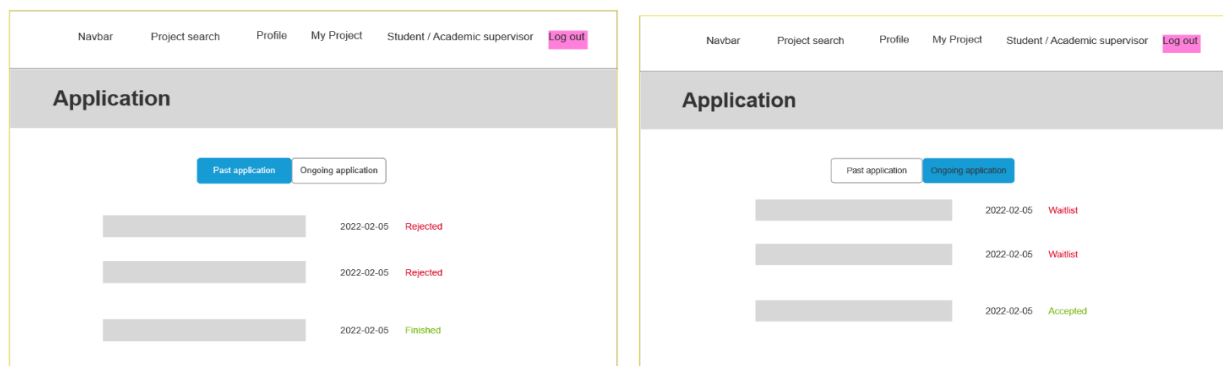 Navbar Project search Profile My Project Student / Academic supervisor Log out
Application
Past application Ongoing application
2022-02-05 Rejected
2022-02-05 Rejected
2022-02-05 Finished
Navbar Project search Profile My Project Student / Academic supervisor Log out
Application
Past application Ongoing application
2022-02-05 Waitlist
2022-02-05 Waitlist
2022-02-05 Accepted